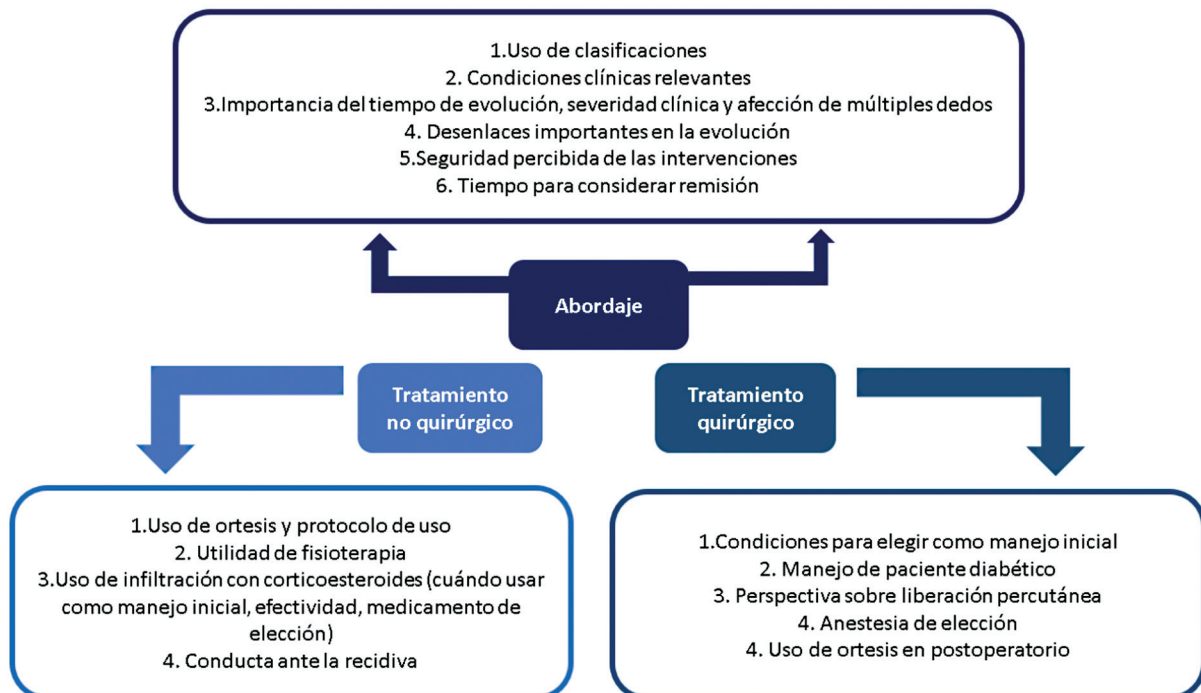 1.Uso de clasificaciones
2. Condiciones clínicas relevantes
3.Importancia del tiempo de evolución, severidad clínica y afección de múltiples dedos
4. Desenlaces importantes en la evolución
5.Seguridad percibida de las intervenciones
6. Tiempo para considerar remisión
Abordaje
Tratamiento
no quirúrgico
Tratamiento
quirúrgico
1.Uso de ortesis y protocolo de uso
2. Utilidad de fisioterapia
3.Uso de infiltración con corticoesteroides (cuándo usar
como manejo inicial, efectividad, medicamento de
elección)
4. Conducta ante la recidiva
1.Condiciones para elegir como manejo inicial
2. Manejo de paciente diabético
3. Perspectiva sobre liberación percutánea
4. Anestesia de elección
4. Uso de ortesis en postoperatorio